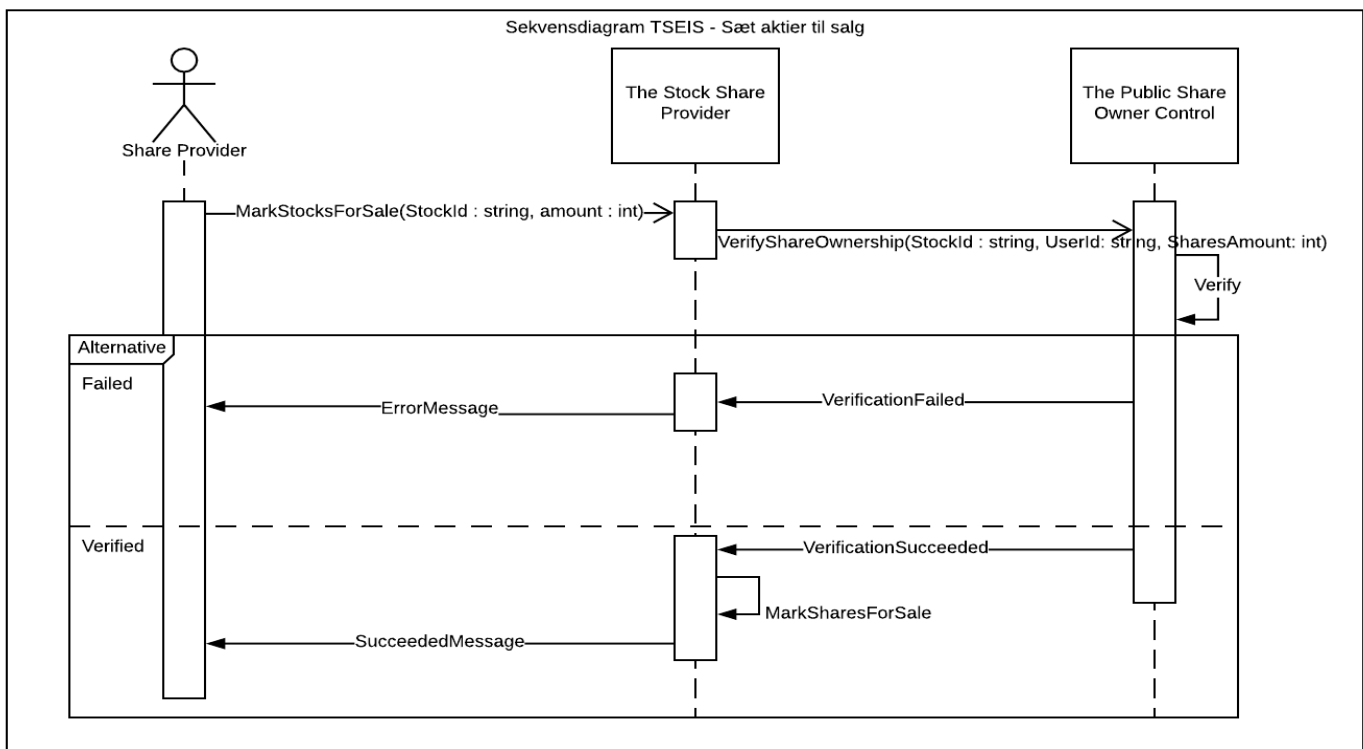 Sekvensdiagram TSEIS - Sæt aktier til salg
The Stock Share
Provider
The Public Share
Owner Control
Share Provider
MarkStocksForSale(StockId : string, amount : int)
VerifyShareOwnership(StockId : string, UserId: string, SharesAmount: int)
Verify
Alternative
Failed
VerificationFailed
ErrorMessage
Verified
VerificationSucceeded
MarkSharesForSale
SucceededMessage